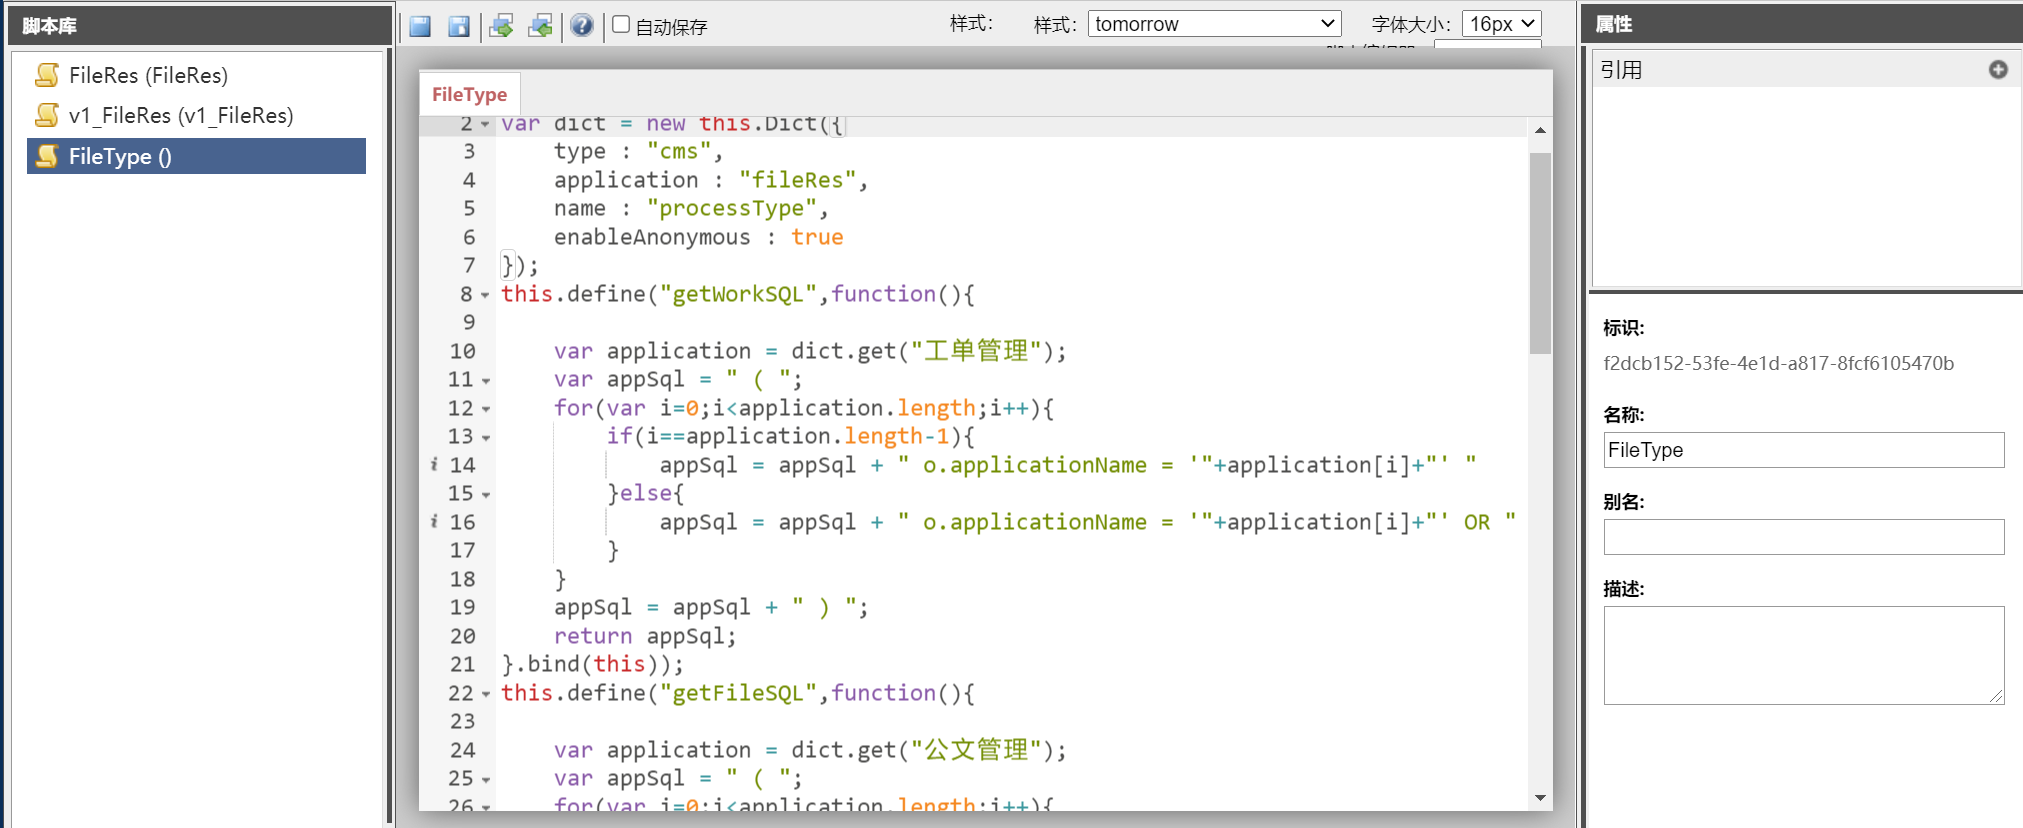 脚本库
FileRes (FileRes)
v1_FileRes (v1_FileRes)
FileType ()
自动保存
样式:
样式:
tomorrow
字体大小:
16px
FileType
2 var dict = new this.Dict({
3 type : "cms",
4 application : "fileRes",
5 name : "processType",
6 enableAnonymous : true
7 });
8 this.define("getWorkSQL",function(){
9
10 var application = dict.get("工单管理");
11 var appSql = " ( ";
12 for(var i=0;i<application.length;i++){
13 if(i==application.length-1){
14 appSql = appSql + " o.applicationName = '"+application[i]+"' "
15 }else{
16 appSql = appSql + " o.applicationName = '"+application[i]+"' OR "
17 }
18 }
19 appSql = appSql + " ) ";
20 return appSql;
21 }.bind(this));
22 this.define("getFileSQL",function(){
23
24 var application = dict.get("公文管理");
25 var appSql = " ( ";
26 for(var i=0;i<application.length;i++){
属性
引用
标识:
f2dcb152-53fe-4e1d-a817-8fcf6105470b
名称:
FileType
别名:
描述: